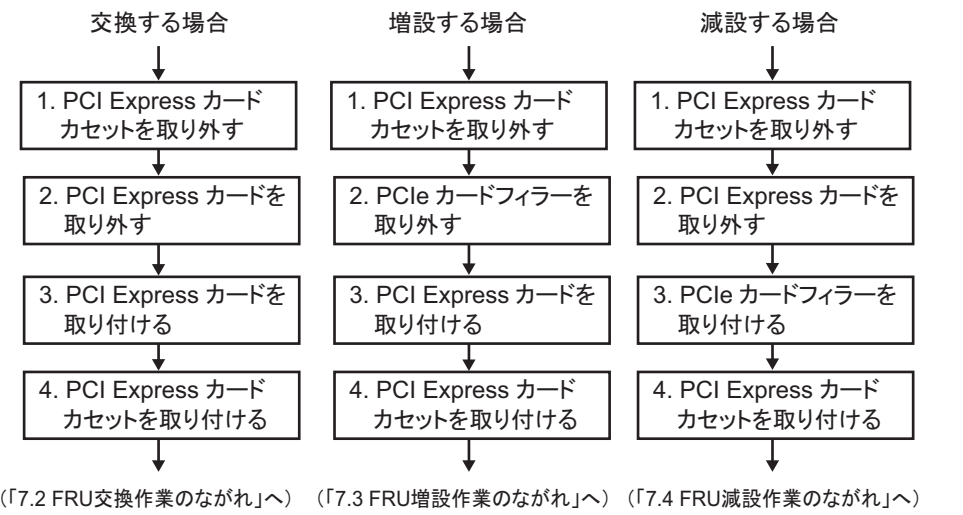 交換する場合
1. PCI Express カード
カセットを取り外す
2. PCI Express カードを
取り外す
3. PCI Express カードを
取り付ける
4. PCI Express カード
カセットを取り付ける
(「7.2 FRU交換作業のながれ」へ)
増設する場合
1. PCI Express カード
カセットを取り外す
2. PCIe カードフィラーを
取り外す
3. PCI Express カードを
取り付ける
4. PCI Express カード
カセットを取り付ける
(「7.3 FRU増設作業のながれ」へ)
減設する場合
1. PCI Express カード
カセットを取り外す
2. PCI Express カードを
取り外す
3. PCIe カードフィラーを
取り付ける
4. PCI Express カード
カセットを取り付ける
(「7.4 FRU減設作業のながれ」へ)